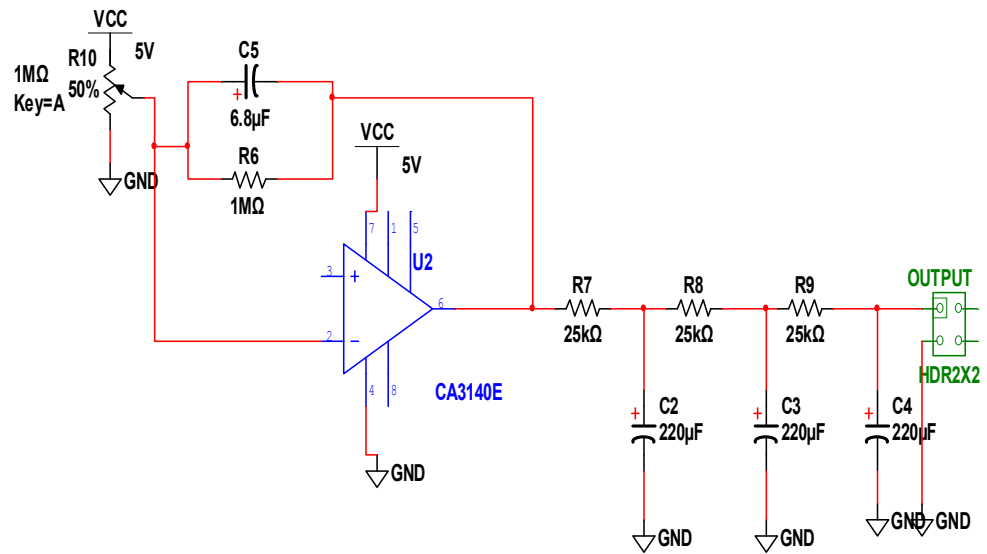 VCC
5V
R10
1MΩ
50%
Key=A
GND
C5
+
6.8µF
R6
1MΩ
VCC
5V
7
1
5
U2
3
+
6
2
−
4
8
CA3140E
GND
R7
25kΩ
R8
25kΩ
R9
25kΩ
OUTPUT
HDR2X2
+
C2
220µF
+
C3
220µF
+
C4
220µF
GND
GND
GND
GND